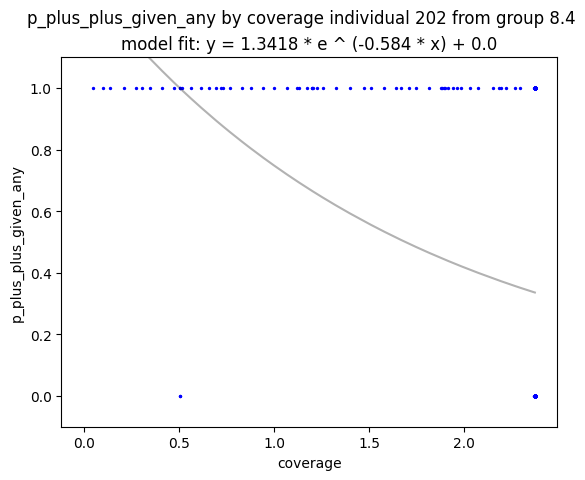 p_plus_plus_given_any by coverage individual 202 from group 8.4
model fit: y = 1.3418 * e ^ (-0.584 * x) + 0.0
1.0
0.8
0.6
0.4
0.2
0.0
p_plus_plus_given_any
0.0 0.5 1.0 1.5 2.0
coverage